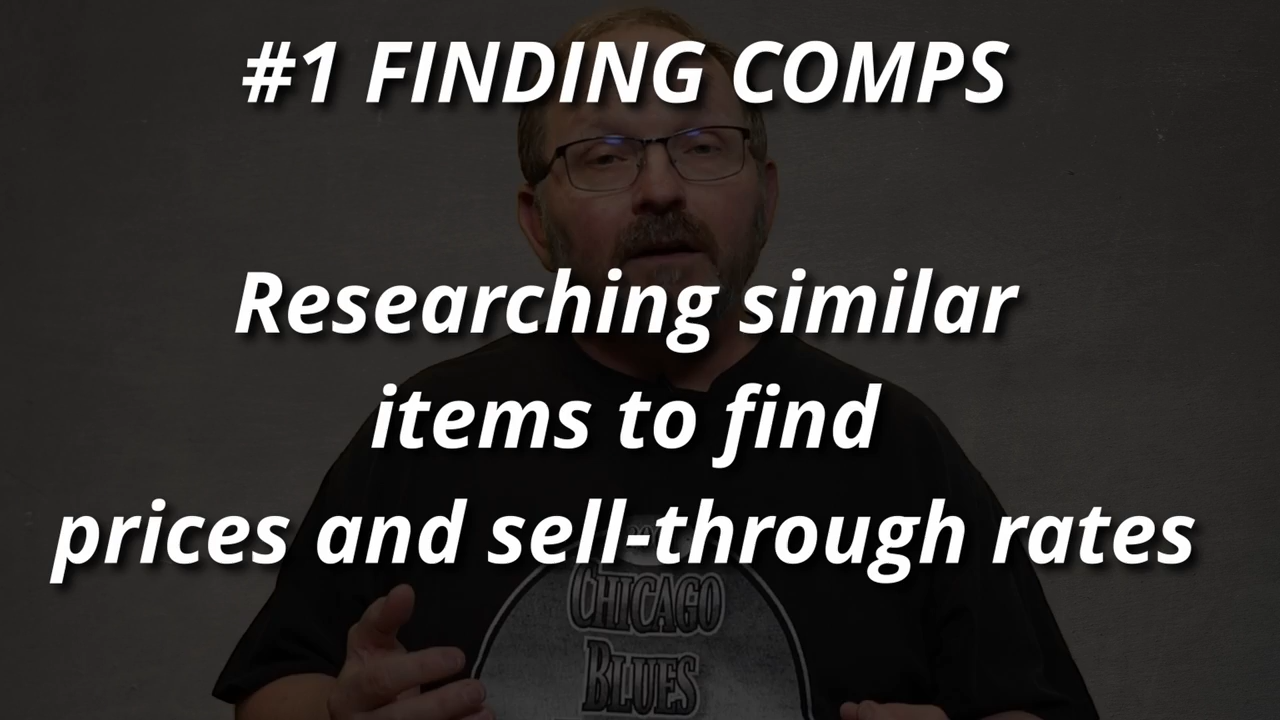 #1 FINDING COMPS
Researching similar
items to find
prices and sell-through rates
CHICAGO
BLUES